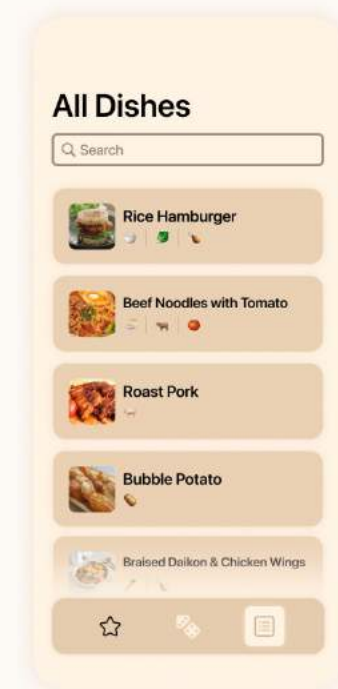 All Dishes
Search
Rice Hamburger
Beef Noodles with Tomato
Roast Pork
Bubble Potato
Braised Daikon & Chicken Wings